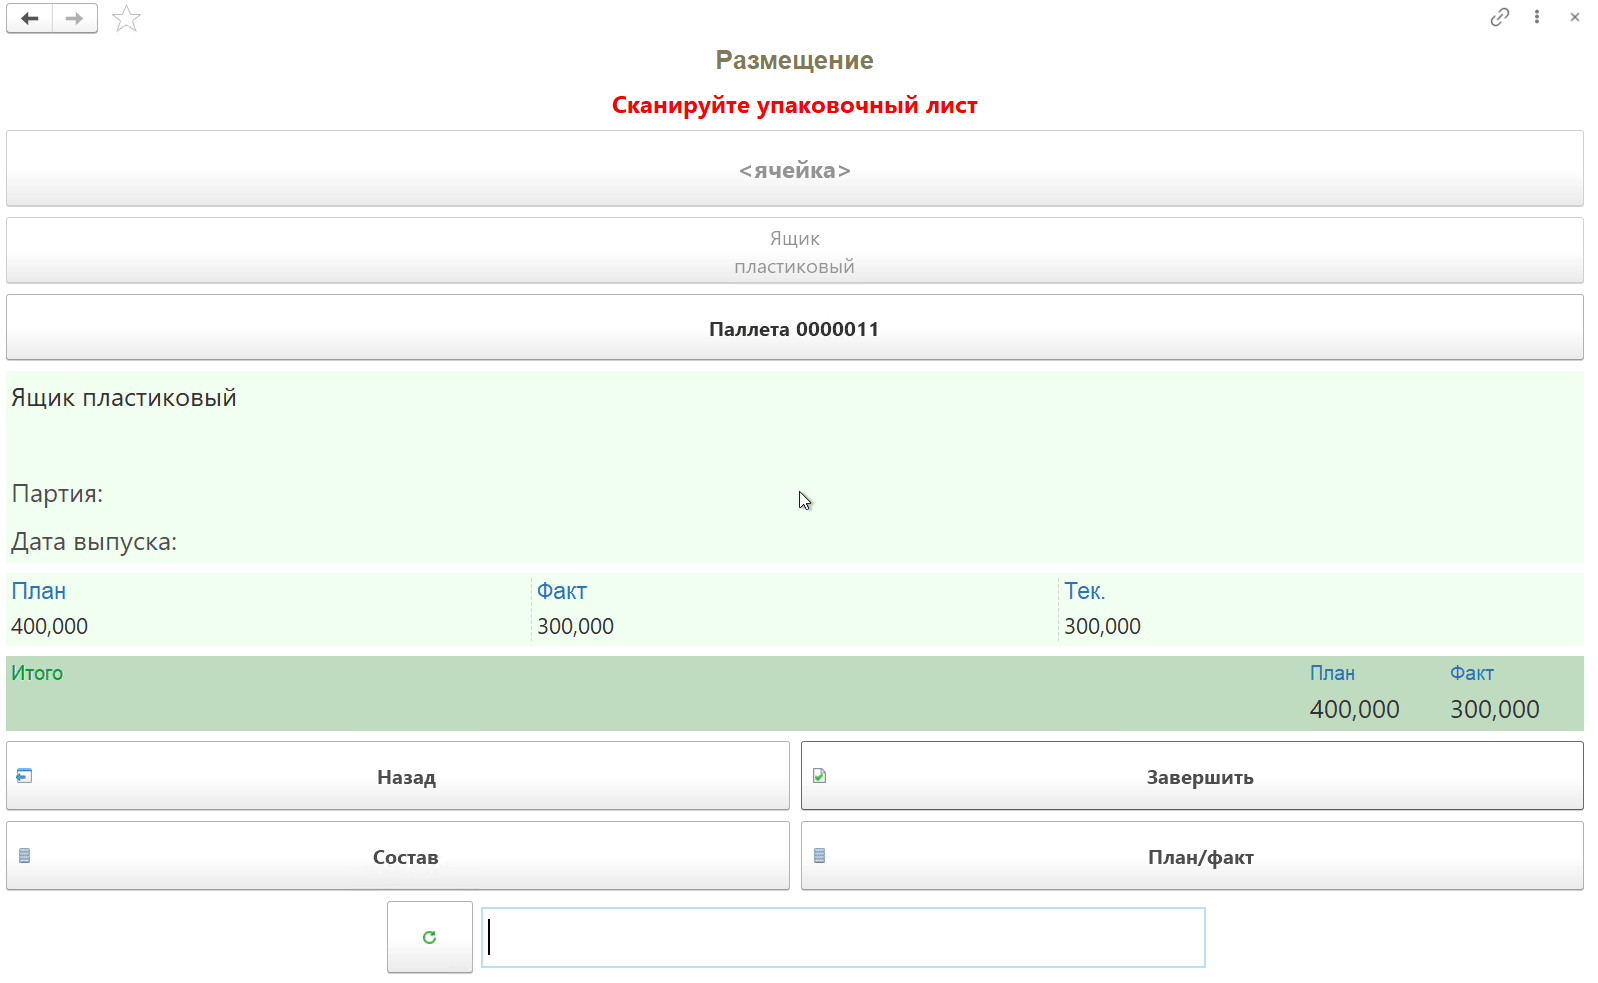 Размещение
Сканируйте упаковочный лист
<ячейка>
Ящик
пластиковый
Паллета 0000011
Ящик пластиковый
Партия:
Дата выпуска:
План Факт Тек.
400,000 300,000 300,000
Итого План Факт
400,000 300,000
Назад Завершить
Состав План/факт